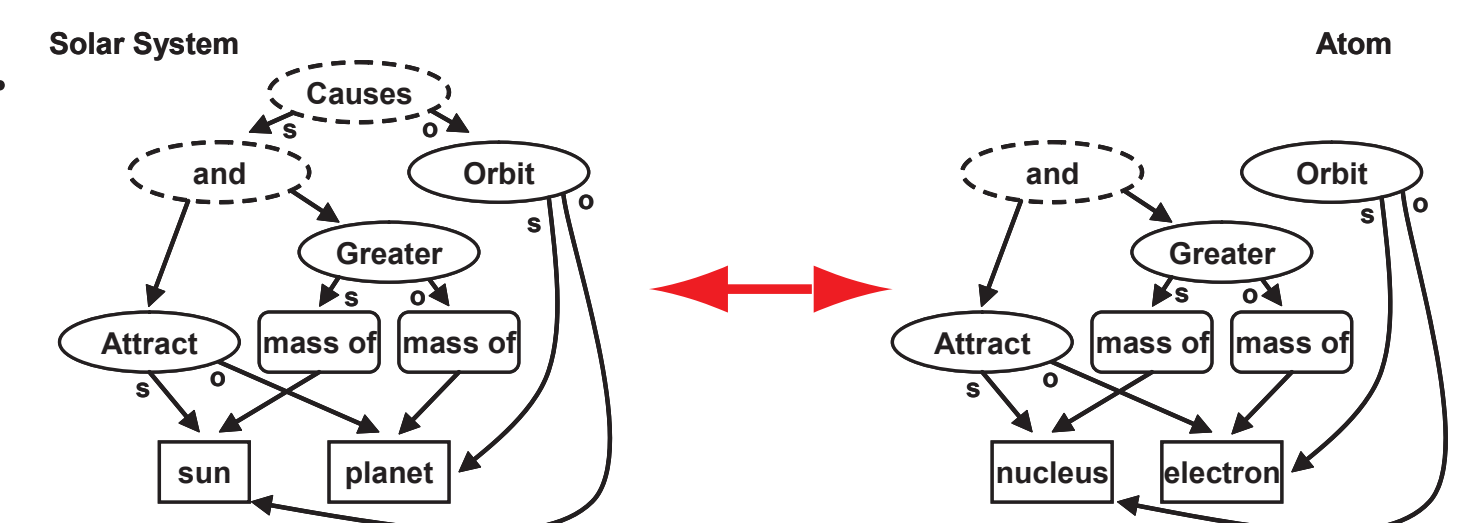 Solar System Atom
Causes
s o
and Orbit and Orbit
s o s o
Greater Greater
s o s o
Attract mass of mass of Attract mass of mass of
s o s o
sun planet nucleus electron